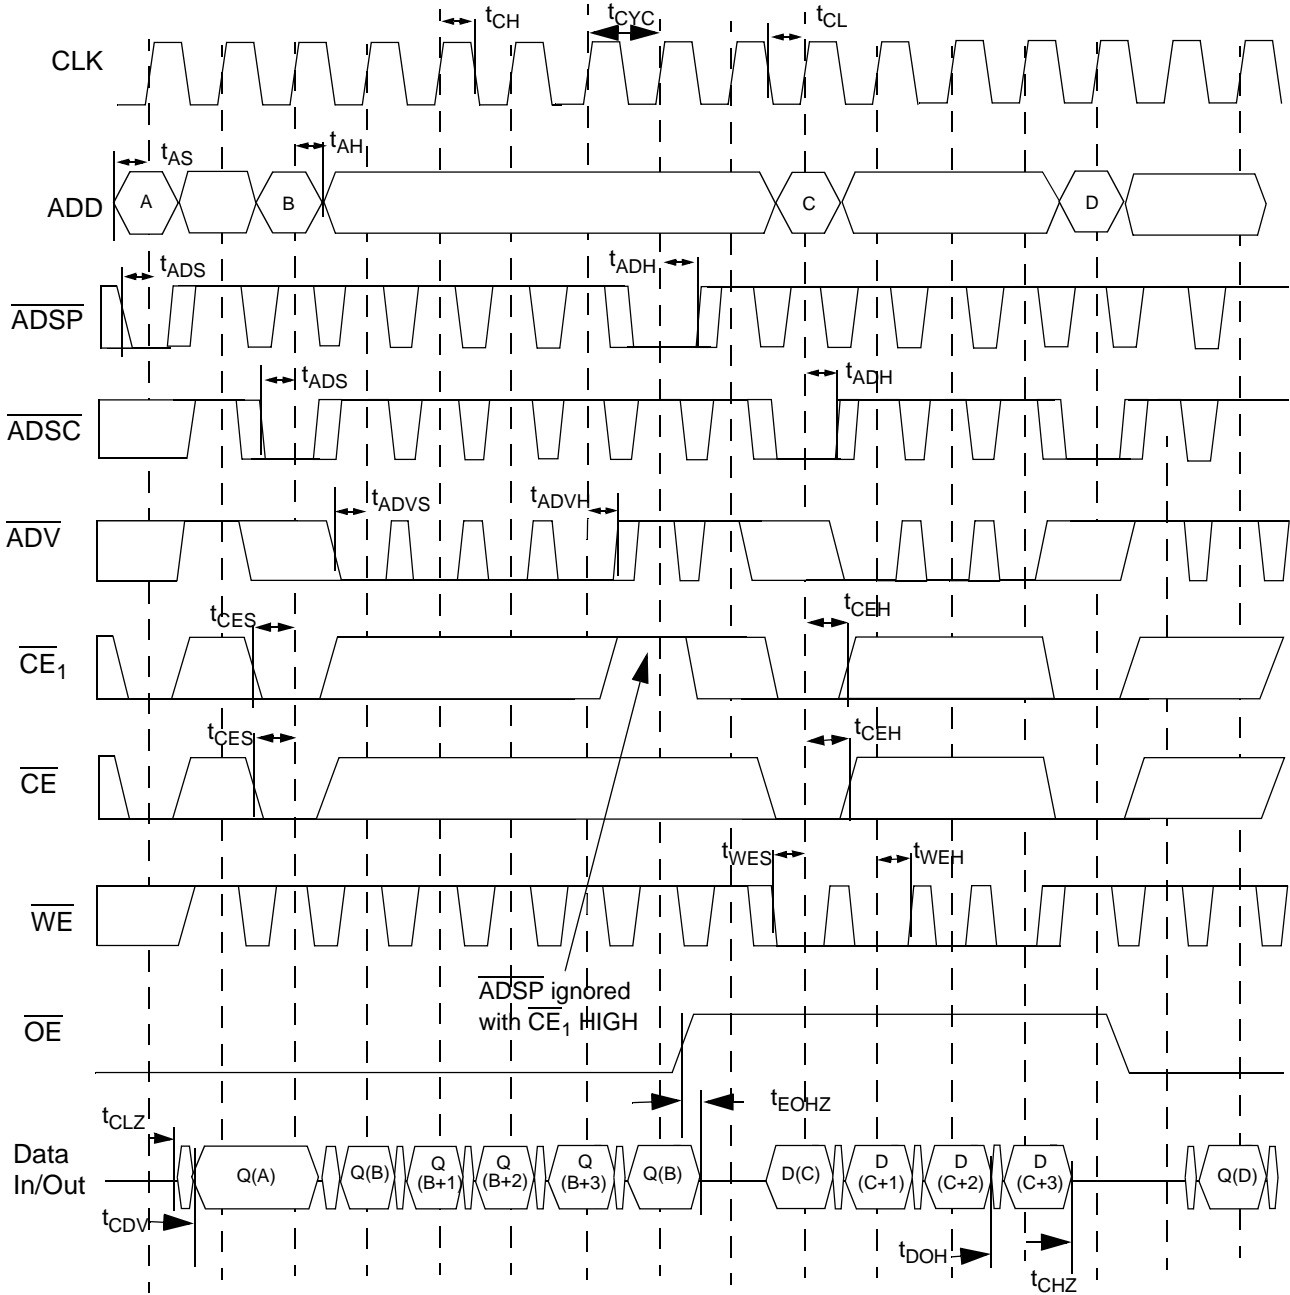 tCH
tCYC
tCL
CLK
tAS
tAH
ADD
A
B
C
D
tADS
tADH
ADSP
tADS
tADH
ADSC
tADVS
tADVH
ADV
tCES
tCEH
CE1
tCES
tCEH
CE
tWES
tWEH
WE
ADSP ignored
with CE1 HIGH
OE
tCLZ
tEOHZ
Data
In/Out
Q(A)
Q(B)
Q
(B+1)
Q
(B+2)
Q
(B+3)
Q(B)
D(C)
D
(C+1)
D
(C+2)
D
(C+3)
Q(D)
tCDV
tDOH
tCHZ